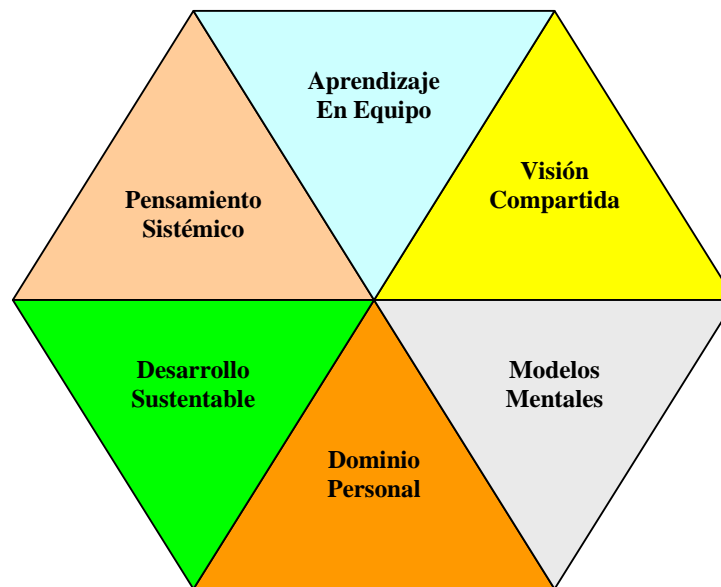 Aprendizaje
En Equipo
Visión
Compartida
Pensamiento
Sistémico
Desarrollo
Sustentable
Modelos
Mentales
Dominio
Personal